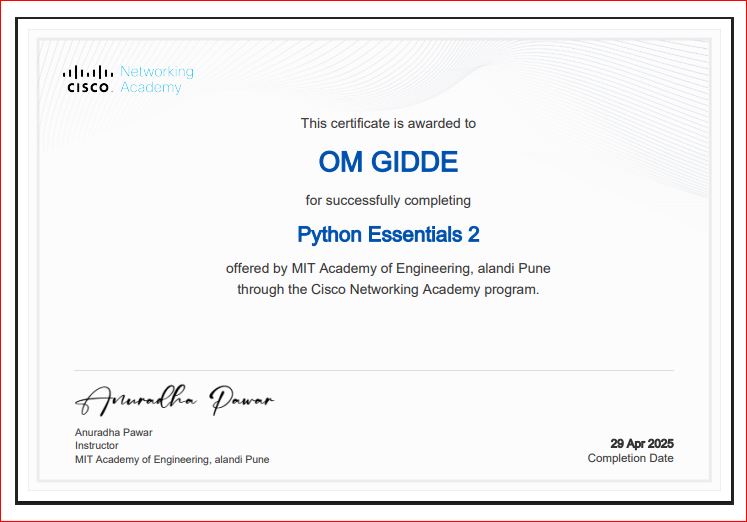 Networking
CISCO. Academy
This certificate is awarded to
OM GIDDE
for successfully completing
Python Essentials 2
offered by MIT Academy of Engineering, alandi Pune
through the Cisco Networking Academy program.
Anuradha Pawar
Anuradha Pawar
Instructor
MIT Academy of Engineering, alandi Pune
29 Apr 2025
Completion Date